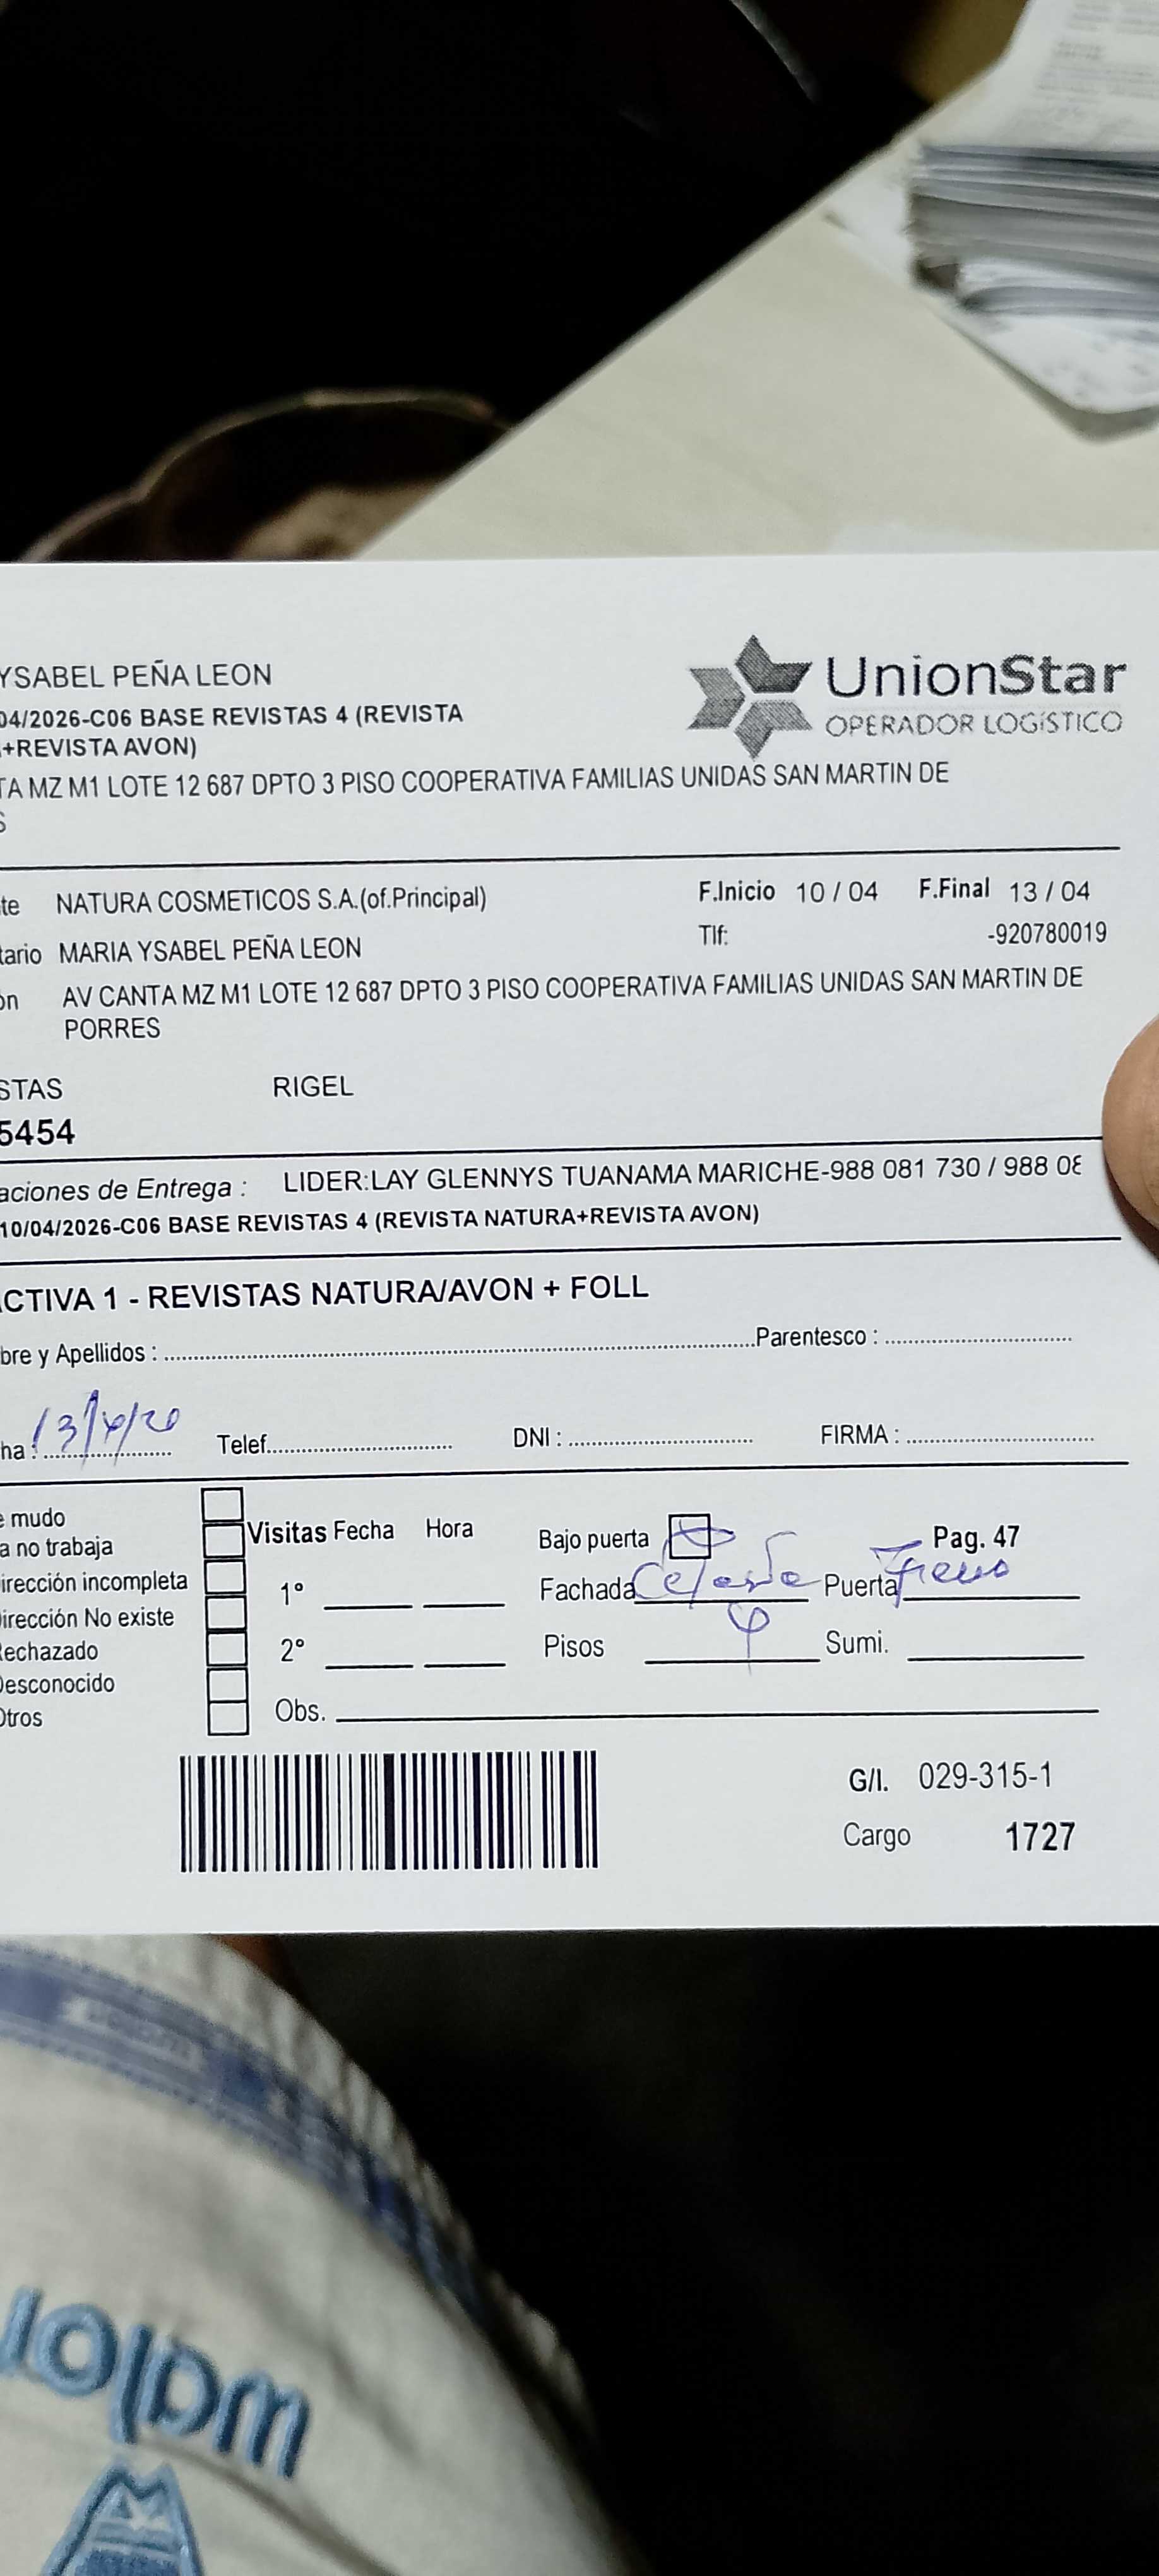 YSABEL PEÑA LEON
UnionStar
OPERADOR LOGíSTICO
04/2026-C06 BASE REVISTAS 4 (REVISTA
+REVISTA AVON)
TA MZ M1 LOTE 12 687 DPTO 3 PISO COOPERATIVA FAMILIAS UNIDAS SAN MARTIN DE
S
te NATURA COSMETICOS S.A.(of.Principal) F.Inicio 10 / 04 F.Final 13 / 04
tario MARIA YSABEL PEÑA LEON Tlf: -920780019
ón AV CANTA MZ M1 LOTE 12 687 DPTO 3 PISO COOPERATIVA FAMILIAS UNIDAS SAN MARTIN DE
PORRES
STAS RIGEL
5454
aciones de Entrega : LIDER:LAY GLENNYS TUANAMA MARICHE-988 081 730 / 988 08
10/04/2026-C06 BASE REVISTAS 4 (REVISTA NATURA+REVISTA AVON)
CTIVA 1 - REVISTAS NATURA/AVON + FOLL
bre y Apellidos : Parentesco :
ha : 13/4/26 Telef. DNI : FIRMA :
e mudo
a no trabaja
irección incompleta
irección No existe
Rechazado
Desconocido
Otros
Visitas Fecha Hora
1°
2°
Obs.
Bajo puerta Pag. 47
Fachada Celeste Puerta Fierro
Pisos 4 Sumi.
G/I. 029-315-1
Cargo 1727